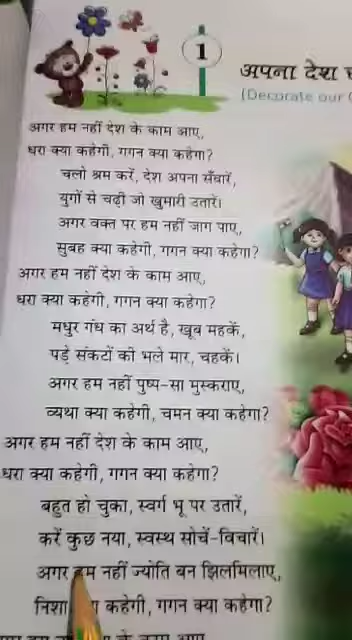 1
अपना देश
(Decorate our
अगर हम नहीं देश के काम आए,
धरा क्या कहेगी, गगन क्या कहेगा?
चलो श्रम करें, देश अपना सँवारें,
युगों से चढ़ी जो खुमारी उतारें।
अगर वक्त पर हम नहीं जाग पाए,
सुबह क्या कहेगी, गगन क्या कहेगा?
अगर हम नहीं देश के काम आए,
धरा क्या कहेगी, गगन क्या कहेगा?
मधुर गंध का अर्थ है, खूब महकें,
पड़े संकटों की भले मार, चहकें।
अगर हम नहीं पुष्प-सा मुस्कराए,
व्यथा क्या कहेगी, चमन क्या कहेगा?
अगर हम नहीं देश के काम आए,
धरा क्या कहेगी, गगन क्या कहेगा?
बहुत हो चुका, स्वर्ग भू पर उतारें,
करें कुछ नया, स्वस्थ सोचें-विचारें।
अगर हम नहीं ज्योति बन झिलमिलाए,
निशा कहेगी, गगन क्या कहेगा?